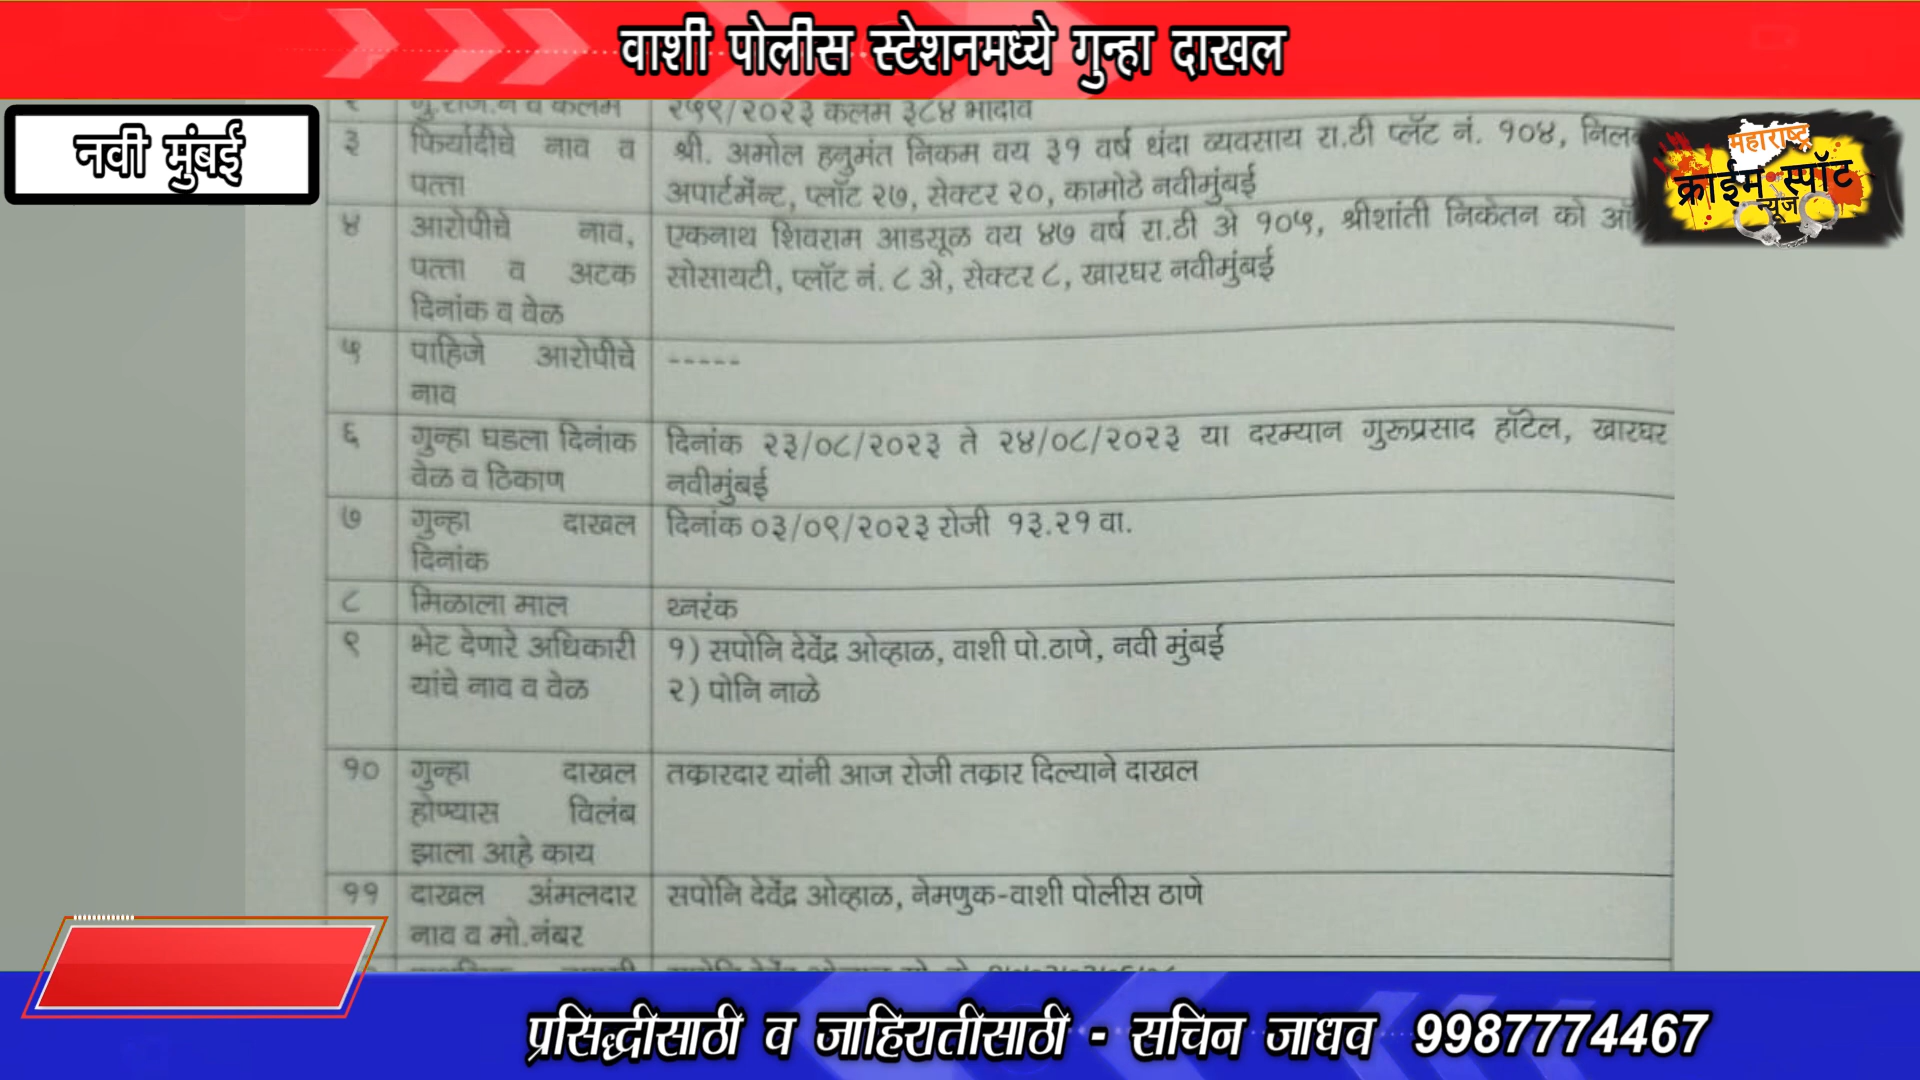 वाशी पोलीस स्टेशनमध्ये गुन्हा दाखल
नवी मुंबई
महाराष्ट्र
क्राईम स्पॉट
न्यूज
गु.राज.नं व कलम २५९/२०२३ कलम ३८४ भादवि
३ फिर्यादीचे नाव व श्री. अमोल हनुमंत निकम वय ३१ वर्ष धंदा व्यवसाय रा.ठी प्लॅट नं. १०४,
पत्ता अपार्टमेंन्ट, प्लॉट २७, सेक्टर २०, कामोठे नवीमुंबई
४ आरोपीचे नाव, एकनाथ शिवराम आडसूळ वय ४७ वर्ष रा.ठी अे १०५, श्रीशांती निकेतन को
पत्ता व अटक सोसायटी, प्लॉट नं. ८ अे, सेक्टर ८, खारघर नवीमुंबई
दिनांक व वेळ
५ पाहिजे आरोपीचे -----
नाव
६ गुन्हा घडला दिनांक दिनांक २३/०८/२०२३ ते २४/०८/२०२३ या दरम्यान गुरूप्रसाद हॉटेल, खारघर
वेळ व ठिकाण नवीमुंबई
७ गुन्हा दाखल दिनांक ०३/०९/२०२३ रोजी १३.२१ वा.
दिनांक
८ मिळाला माल थ्नरंक
९ भेट देणारे अधिकारी १) सपोनि देवेंद्र ओव्हाळ, वाशी पो.ठाणे, नवी मुंबई
यांचे नाव व वेळ २) पोनि नाळे
१० गुन्हा दाखल तक्रारदार यांनी आज रोजी तक्रार दिल्याने दाखल
होण्यास विलंब
झाला आहे काय
११ दाखल अंमलदार सपोनि देवेंद्र ओव्हाळ, नेमणुक-वाशी पोलीस ठाणे
नाव व मो.नंबर
प्रसिद्धीसाठी व जाहिरातीसाठी - सचिन जाधव 9987774467